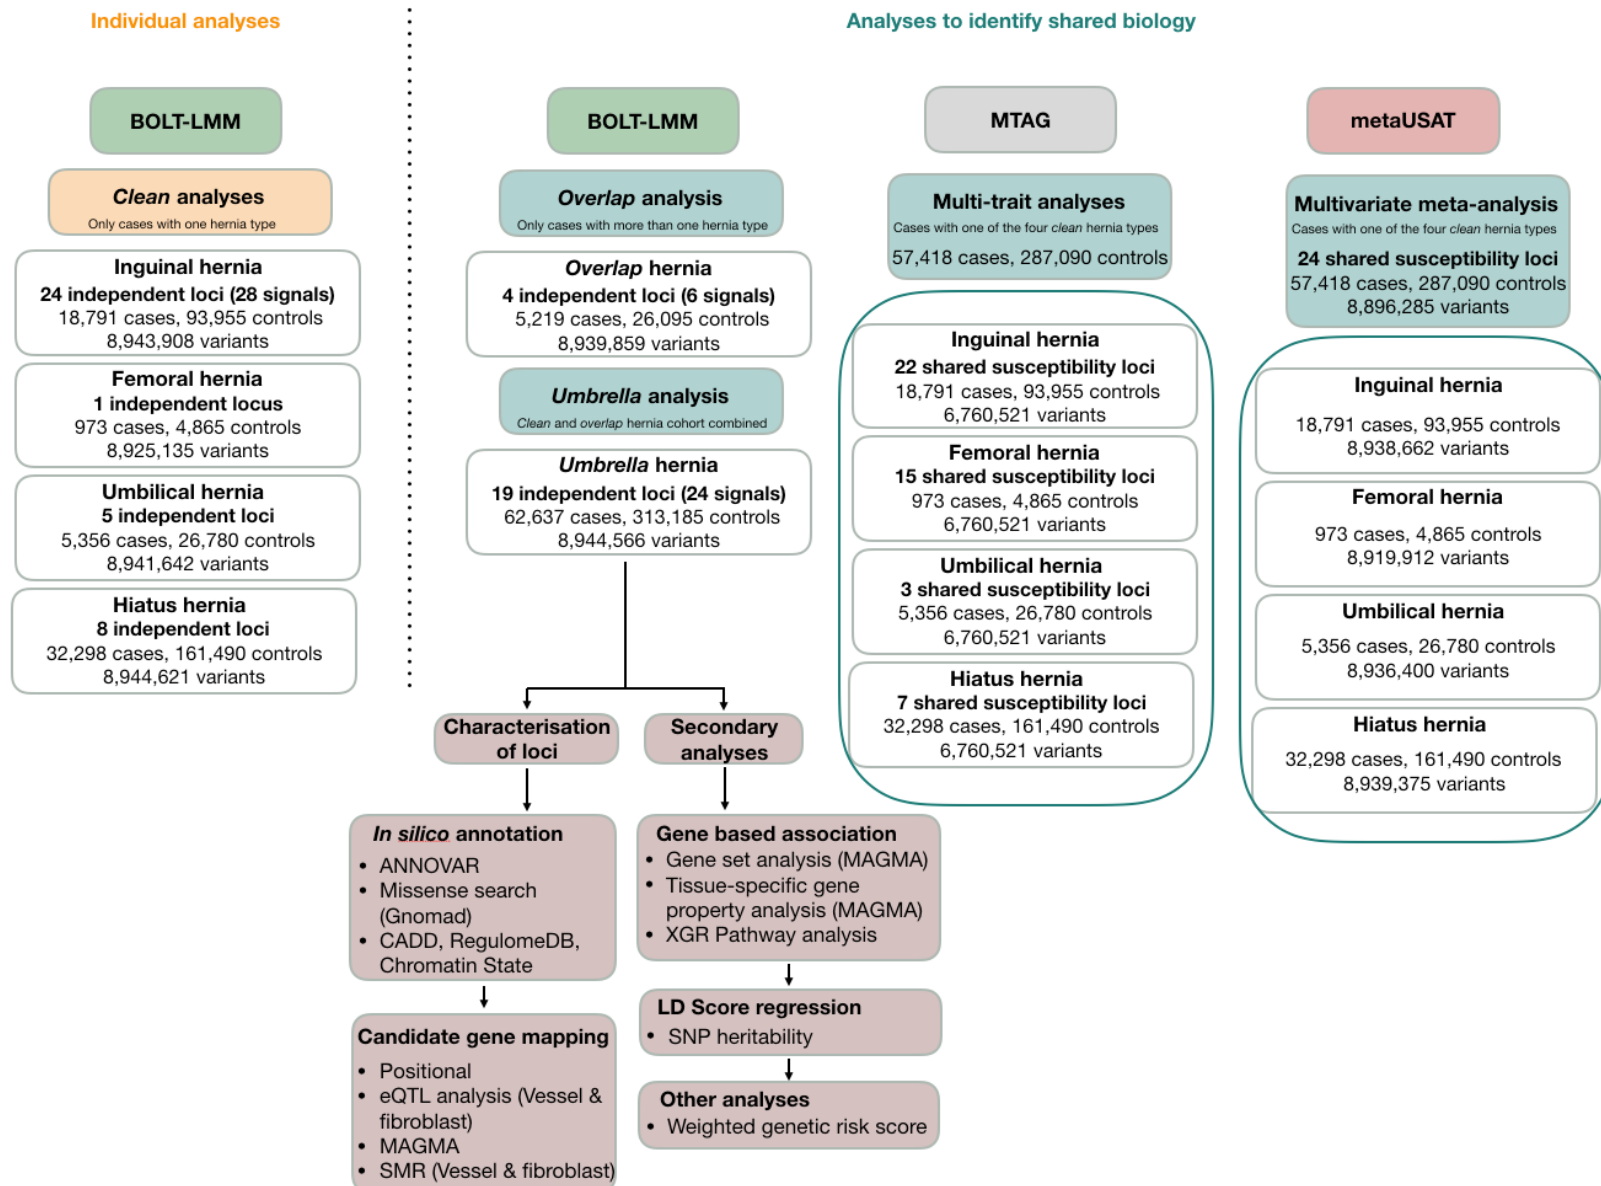 Individual analyses
BOLT-LMM
Clean analyses
Only cases with one hernia type
Inguinal hernia
24 independent loci (28 signals)
18,791 cases, 93,955 controls
8,943,908 variants
Femoral hernia
1 independent locus
973 cases, 4,865 controls
8,925,135 variants
Umbilical hernia
5 independent loci
5,356 cases, 26,780 controls
8,941,642 variants
Hiatus hernia
8 independent loci
32,298 cases, 161,490 controls
8,944,621 variants
Analyses to identify shared biology
BOLT-LMM
Overlap analysis
Only cases with more than one hernia type
Overlap hernia
4 independent loci (6 signals)
5,219 cases, 26,095 controls
8,939,859 variants
Umbrella analysis
Clean and overlap hernia cohort combined
Umbrella hernia
19 independent loci (24 signals)
62,637 cases, 313,185 controls
8,944,566 variants
Characterisation
of loci
In silico annotation
• ANNOVAR
• Missense search
(Gnomad)
• CADD, RegulomeDB,
Chromatin State
Candidate gene mapping
• Positional
• eQTL analysis (Vessel &
fibroblast)
• MAGMA
• SMR (Vessel & fibroblast)
Secondary
analyses
Gene based association
• Gene set analysis (MAGMA)
• Tissue-specific gene
property analysis (MAGMA)
• XGR Pathway analysis
LD Score regression
• SNP heritability
Other analyses
• Weighted genetic risk score
MTAG
Multi-trait analyses
Cases with one of the four clean hernia types
57,418 cases, 287,090 controls
Inguinal hernia
22 shared susceptibility loci
18,791 cases, 93,955 controls
6,760,521 variants
Femoral hernia
15 shared susceptibility loci
973 cases, 4,865 controls
6,760,521 variants
Umbilical hernia
3 shared susceptibility loci
5,356 cases, 26,780 controls
6,760,521 variants
Hiatus hernia
7 shared susceptibility loci
32,298 cases, 161,490 controls
6,760,521 variants
metaUSAT
Multivariate meta-analysis
Cases with one of the four clean hernia types
24 shared susceptibility loci
57,418 cases, 287,090 controls
8,896,285 variants
Inguinal hernia
18,791 cases, 93,955 controls
8,938,662 variants
Femoral hernia
973 cases, 4,865 controls
8,919,912 variants
Umbilical hernia
5,356 cases, 26,780 controls
8,936,400 variants
Hiatus hernia
32,298 cases, 161,490 controls
8,939,375 variants